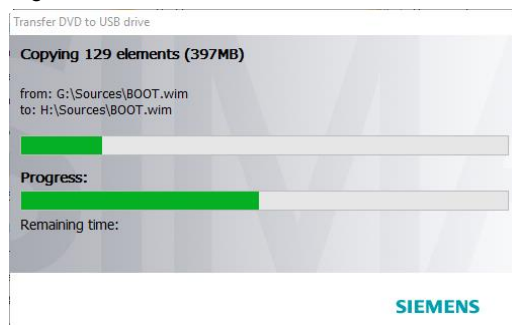 Transfer DVD to USB drive
Copying 129 elements (397MB)
from: G:\Sources\BOOT.wim
to: H:\Sources\BOOT.wim
Progress:
Remaining time:
SIEMENS